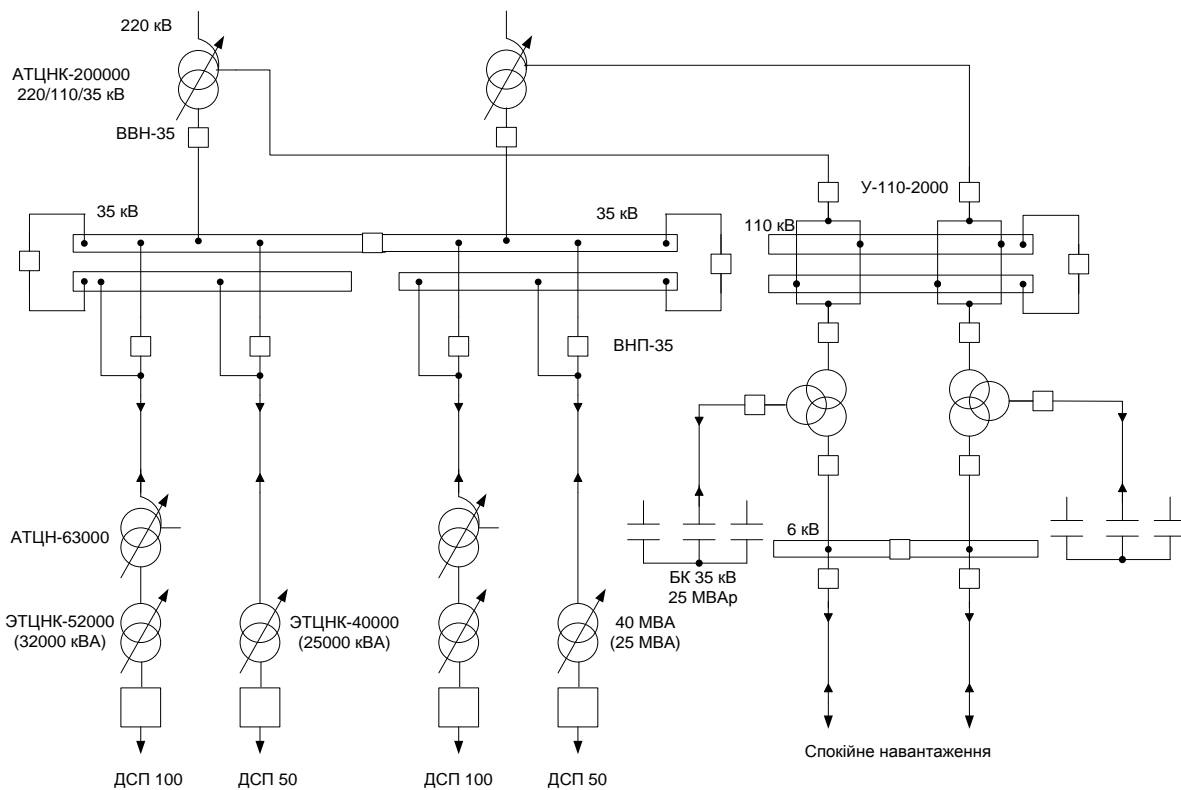 220 кВ
АТЦНК-200000
220/110/35 кВ
ВВН-35
У-110-2000
35 кВ
35 кВ
110 кВ
ВНП-35
АТЦН-63000
6 кВ
БК 35 кВ
25 МВАр
ЭТЦНК-52000
(32000 кВА)
ЭТЦНК-40000
(25000 кВА)
40 МВА
(25 МВА)
Спокійне навантаження
ДСП 100
ДСП 50
ДСП 100
ДСП 50